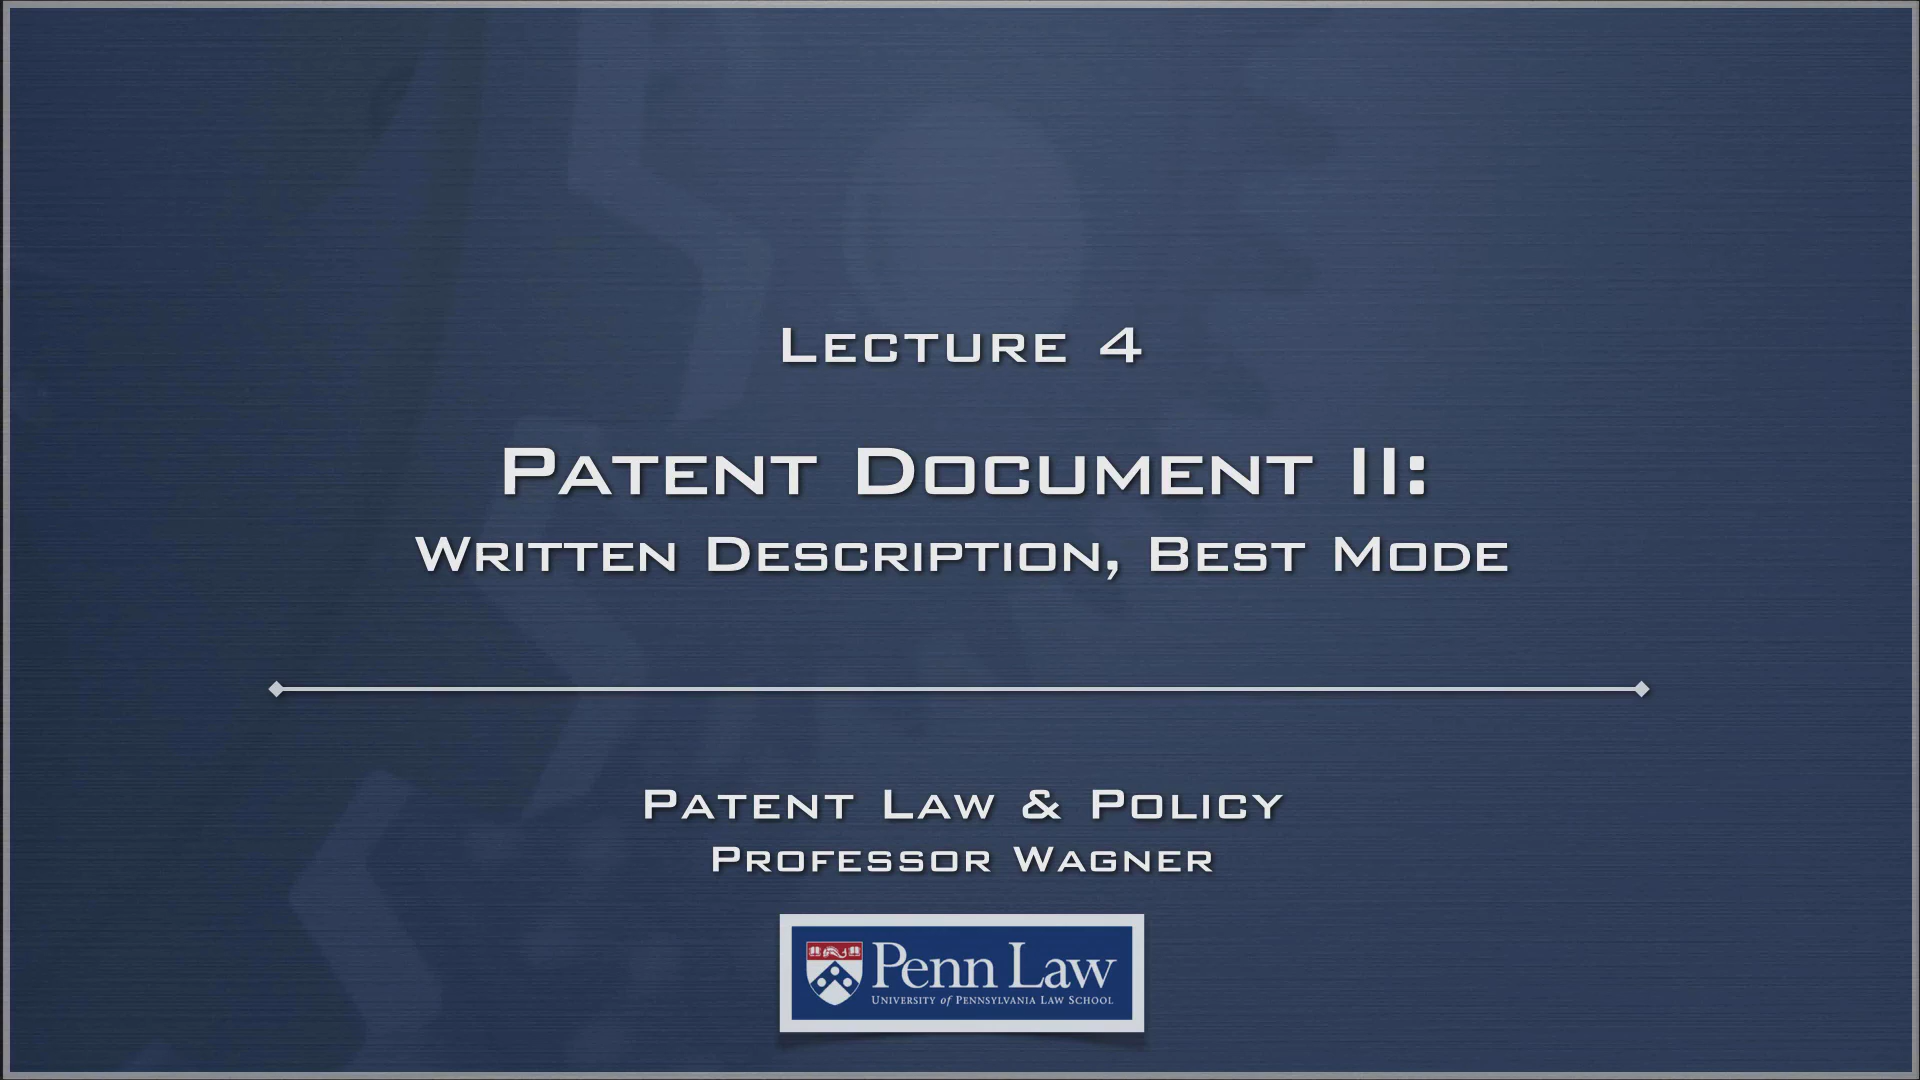 Lecture 4
Patent Document II:
Written Description, Best Mode
Patent Law & Policy
Professor Wagner
Penn Law
University of Pennsylvania Law School